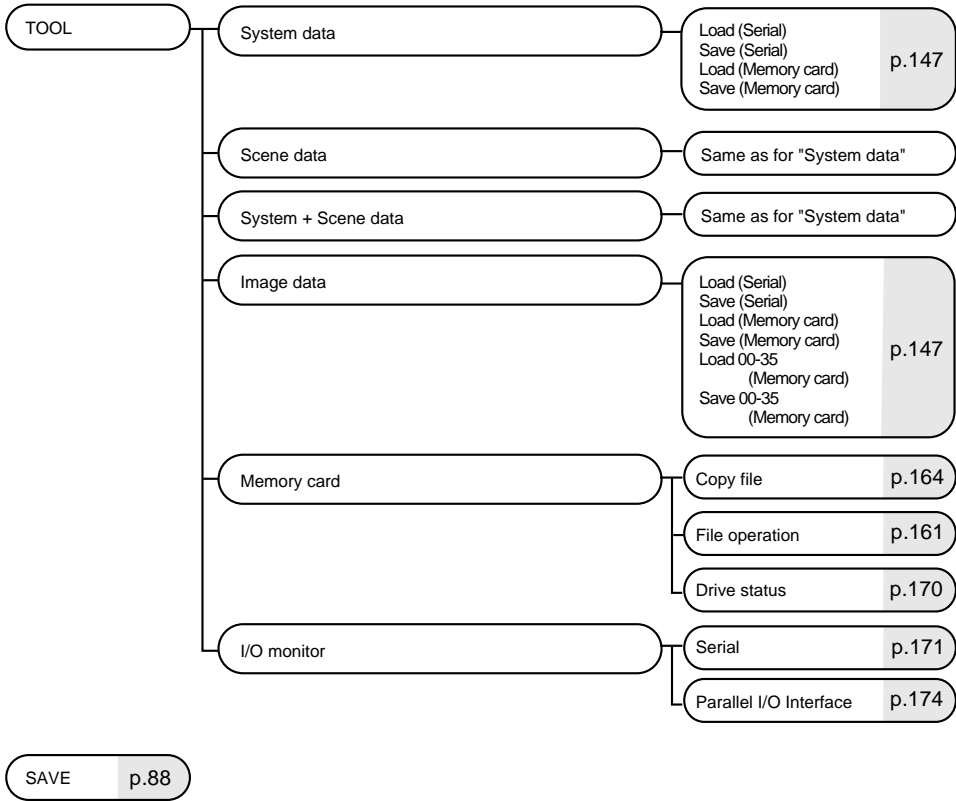 TOOL
System data
Load (Serial)
Save (Serial)
Load (Memory card)
Save (Memory card)
p.147
Scene data
Same as for "System data"
System + Scene data
Same as for "System data"
Image data
Load (Serial)
Save (Serial)
Load (Memory card)
Save (Memory card)
Load 00-35
(Memory card)
Save 00-35
(Memory card)
p.147
Memory card
Copy file
p.164
File operation
p.161
Drive status
p.170
I/O monitor
Serial
p.171
Parallel I/O Interface
p.174
SAVE
p.88